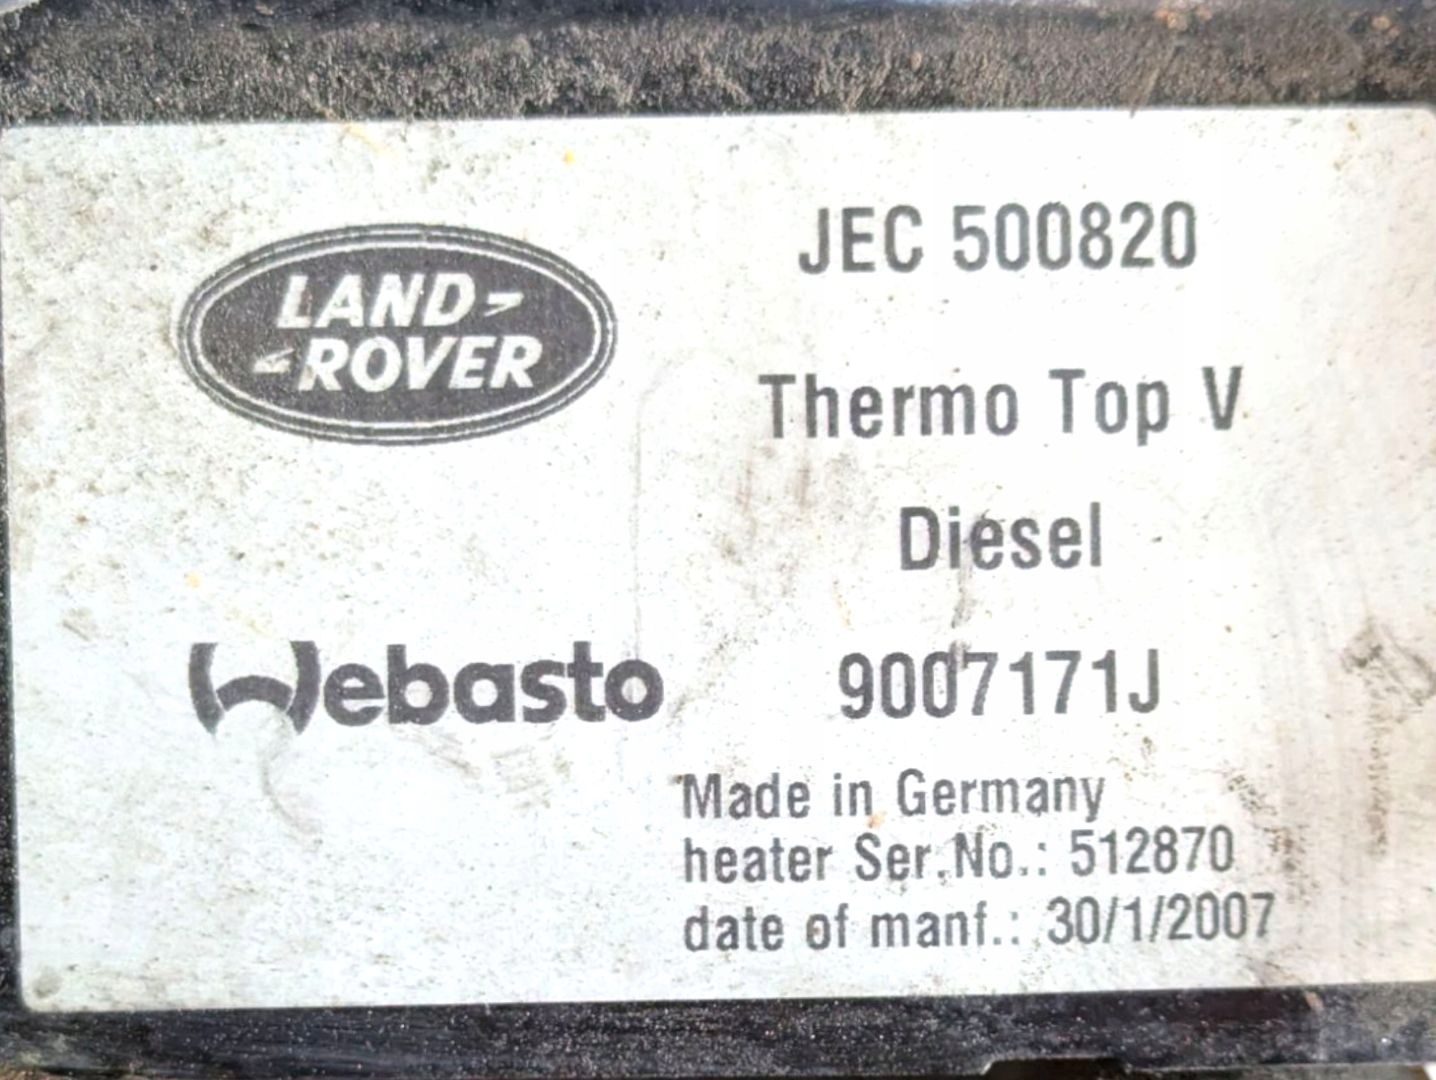 LAND-
-ROVER
JEC 500820
Thermo Top V
Diesel
Webasto
9007171J
Made in Germany
heater Ser.No.: 512870
date of manf.: 30/1/2007